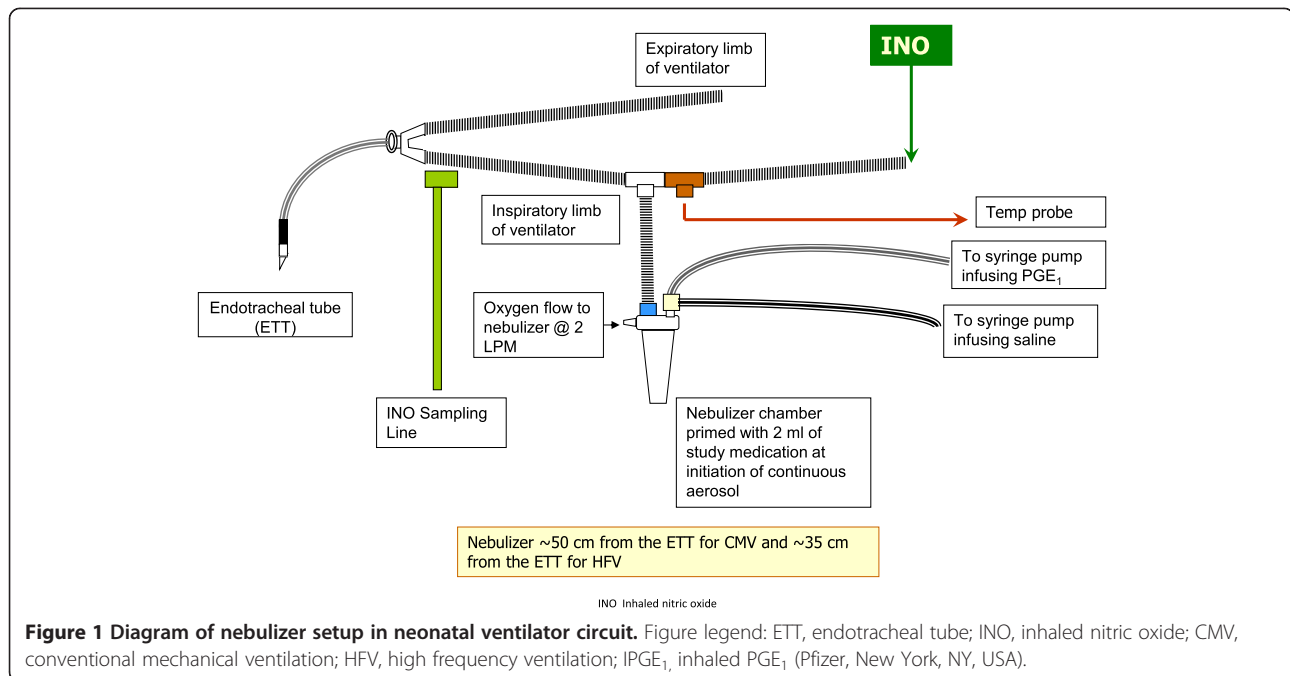 Expiratory limb
of ventilator
INO
Inspiratory limb
of ventilator
Temp probe
To syringe pump
infusing PGE₁
Endotracheal tube
(ETT)
Oxygen flow to
nebulizer @ 2
LPM
To syringe pump
infusing saline
INO Sampling
Line
Nebulizer chamber
primed with 2 ml of
study medication at
initiation of continuous
aerosol
Nebulizer ~50 cm from the ETT for CMV and ~35 cm
from the ETT for HFV
INO Inhaled nitric oxide
Figure 1 Diagram of nebulizer setup in neonatal ventilator circuit. Figure legend: ETT, endotracheal tube; INO, inhaled nitric oxide; CMV,
conventional mechanical ventilation; HFV, high frequency ventilation; IPGE₁, inhaled PGE₁ (Pfizer, New York, NY, USA).